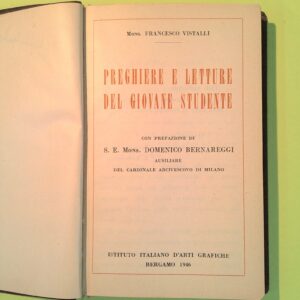 Mons. FRANCESCO VISTALLI
PREGHIERE E LETTURE
DEL GIOVANE STUDENTE
CON PREFAZIONE DI
S. E. Mons. DOMENICO BERNAREGGI
AUSILIARE
DEL CARDINALE ARCIVESCOVO DI MILANO
ISTITUTO ITALIANO D'ARTI GRAFICHE
BERGAMO 1946